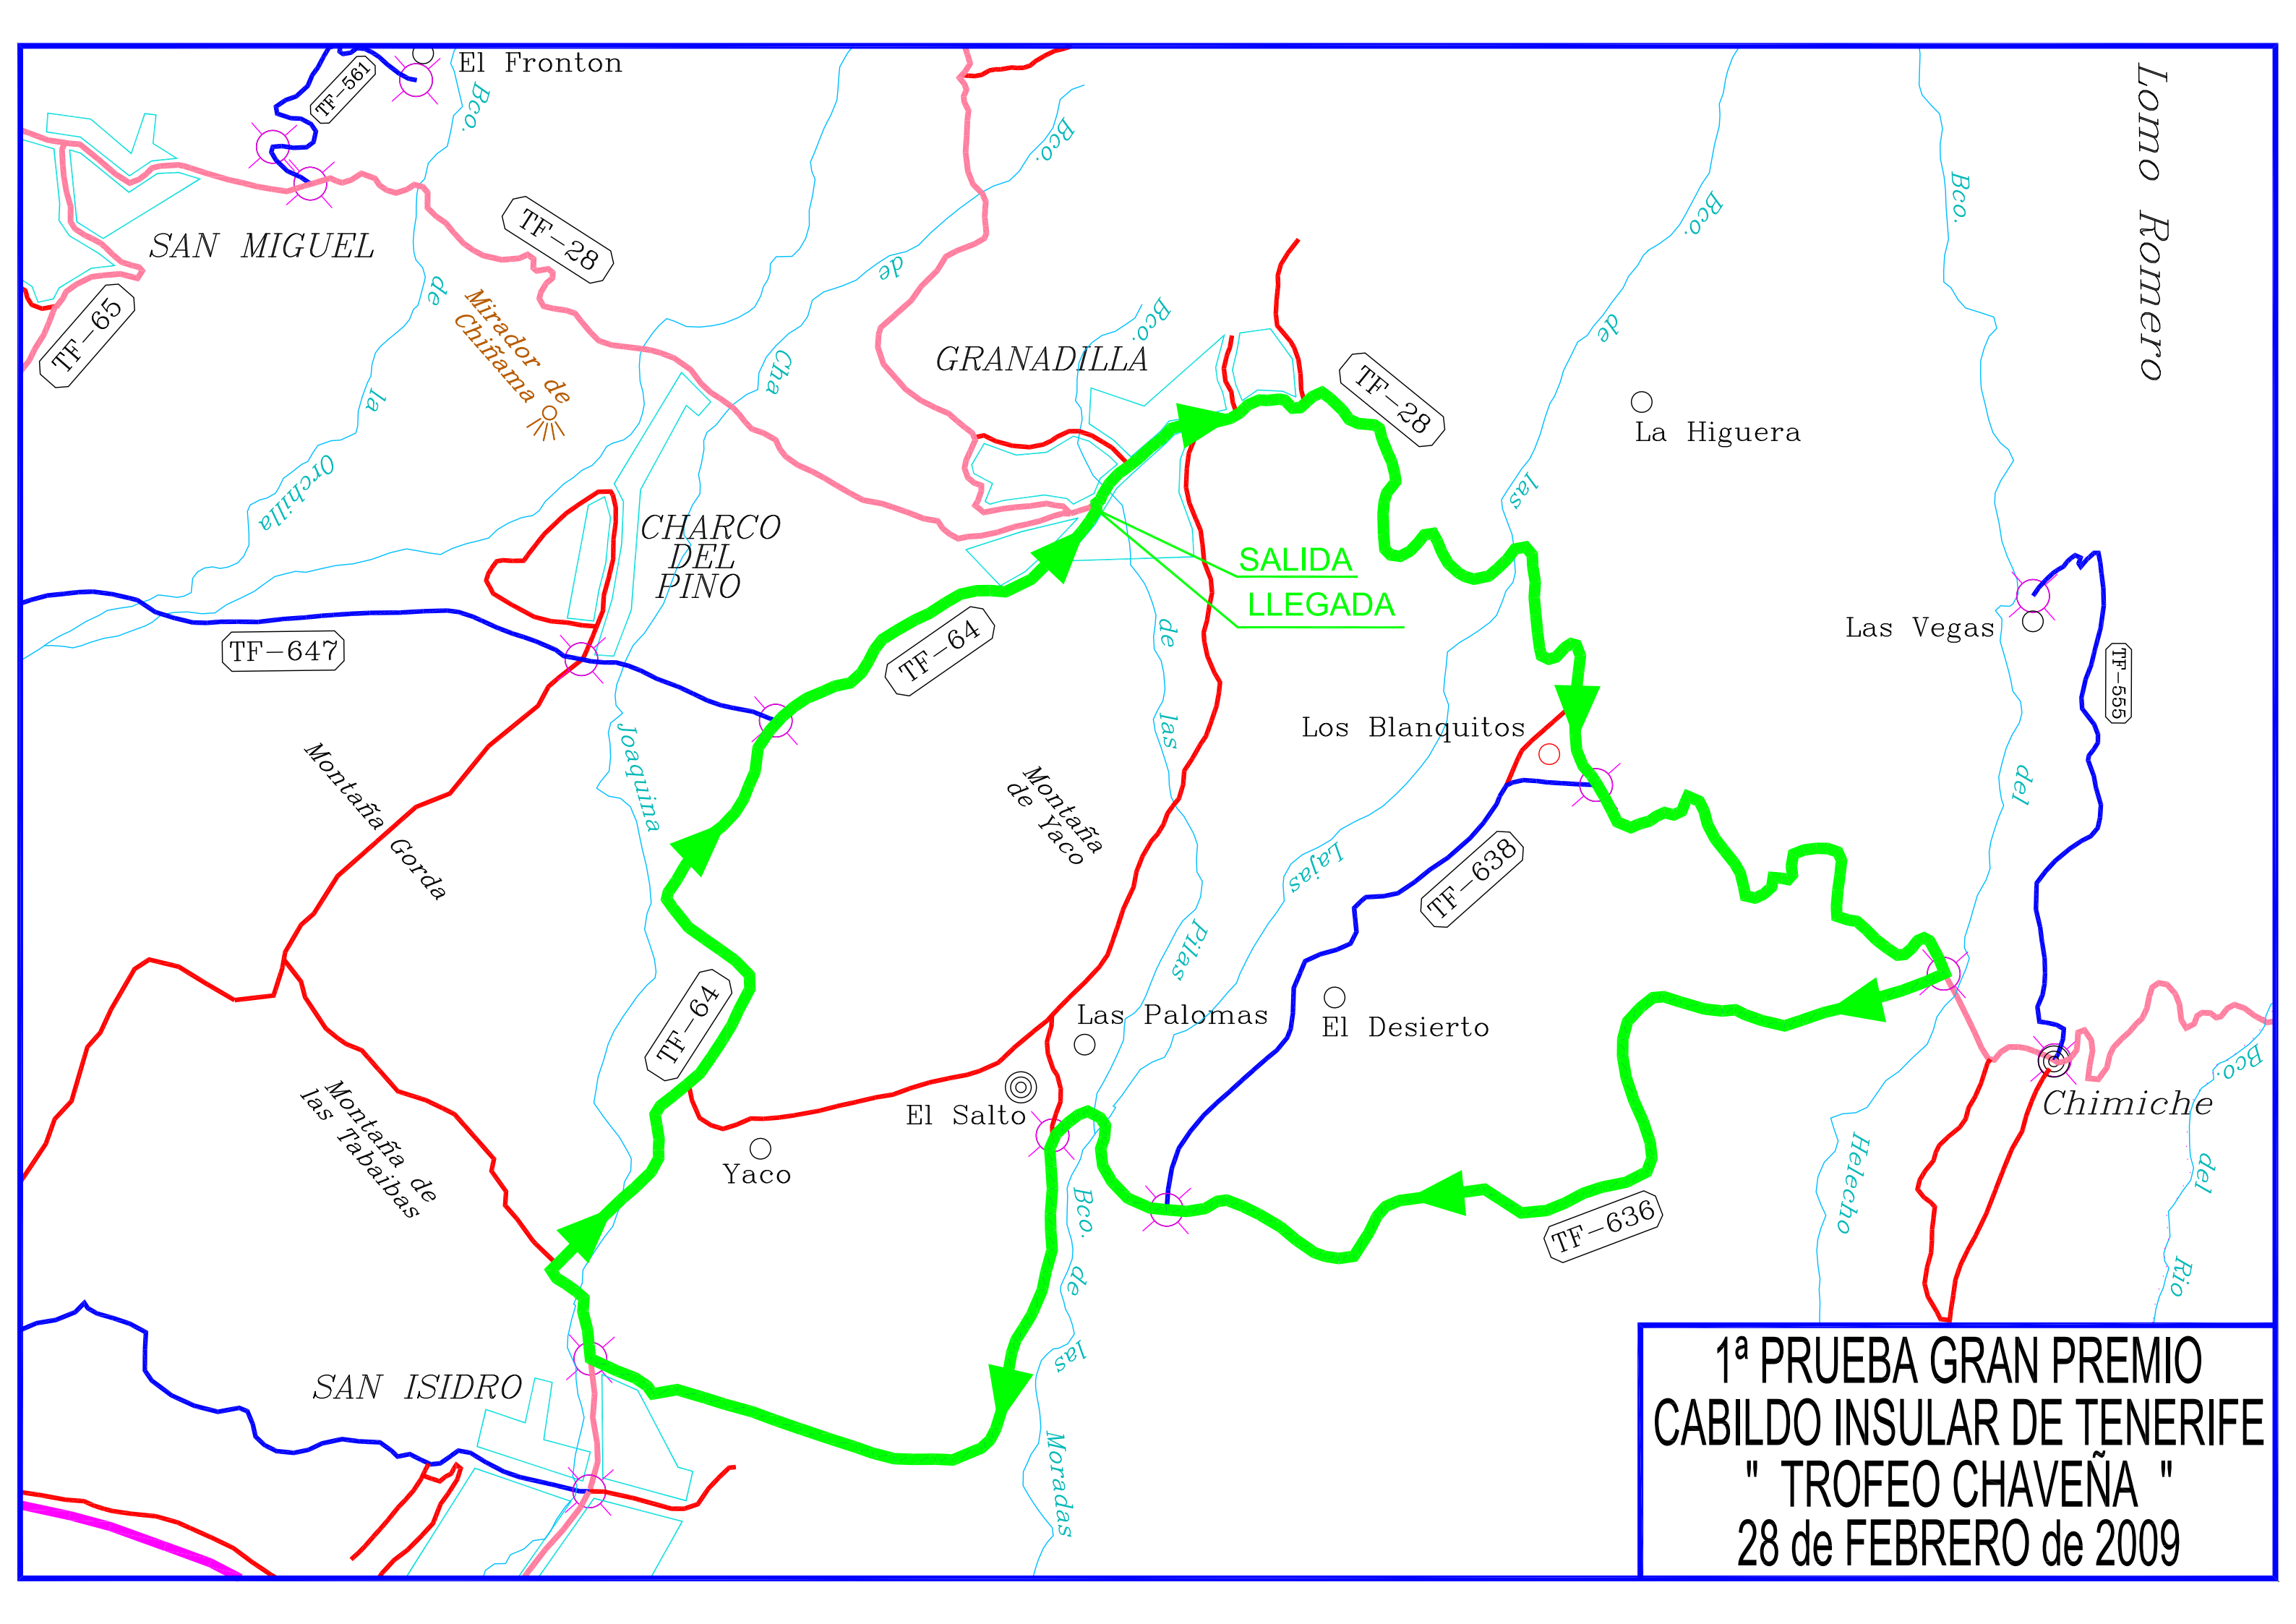 El Fronton
TF-561
Bco.
de
la
Orchilla
SAN MIGUEL
TF-28
TF-65
Mirador de
Chiñama
Bco.
de
Cha
Joaquina
GRANADILLA
Bco.
de
las
Pilas
TF-28
Bco.
de
las
Lajas
La Higuera
Lomo Romero
Bco.
del
Helecho
CHARCO
DEL
PINO
SALIDA
LLEGADA
TF-647
TF-64
Las Vegas
TF-555
Los Blanquitos
Montaña Gorda
Montaña
de Yaco
TF-638
TF-64
Las Palomas
El Desierto
El Salto
Chimiche
Bco.
del
Rio
Montaña de
las Tabaibas
Yaco
TF-636
Bco.
de
las
Moradas
SAN ISIDRO
1ª PRUEBA GRAN PREMIO
CABILDO INSULAR DE TENERIFE
" TROFEO CHAVEÑA "
28 de FEBRERO de 2009